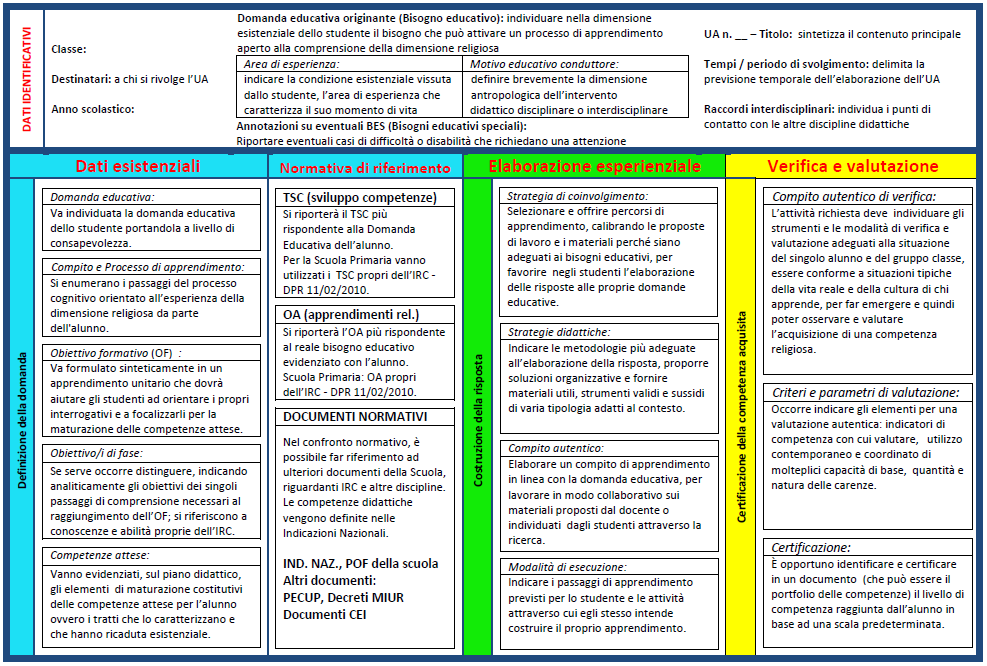 DATI IDENTIFICATIVI
Classe:
Destinatari: a chi si rivolge l'UA
Anno scolastico:
Domanda educativa originante (Bisogno educativo): individuare nella dimensione
esistenziale dello studente il bisogno che può attivare un processo di apprendimento
aperto alla comprensione della dimensione religiosa
Area di esperienza:
indicare la condizione esistenziale vissuta
dallo studente, l'area di esperienza che
caratterizza il suo momento di vita
Motivo educativo conduttore:
definire brevemente la dimensione
antropologica dell'intervento
didattico disciplinare o interdisciplinare
Annotazioni su eventuali BES (Bisogni educativi speciali):
Riportare eventuali casi di difficoltà o disabilità che richiedano una attenzione
UA n. __ – Titolo: sintetizza il contenuto principale
Tempi / periodo di svolgimento: delimita la
previsione temporale dell'elaborazione dell'UA
Raccordi interdisciplinari: individua i punti di
contatto con le altre discipline didattiche
Dati esistenziali
Definizione della domanda
Domanda educativa:
Va individuata la domanda educativa
dello studente portandola a livello di
consapevolezza.
Compito e Processo di apprendimento:
Si enumerano i passaggi del processo
cognitivo orientato all'esperienza della
dimensione religiosa da parte
dell'alunno.
Obiettivo formativo (OF) :
Va formulato sinteticamente in un
apprendimento unitario che dovrà
aiutare gli studenti ad orientare i propri
interrogativi e a focalizzarli per la
maturazione delle competenze attese.
Obiettivo/i di fase:
Se serve occorre distinguere, indicando
analiticamente gli obiettivi dei singoli
passaggi di comprensione necessari al
raggiungimento dell'OF; si riferiscono a
conoscenze e abilità proprie dell'IRC.
Competenze attese:
Vanno evidenziati, sul piano didattico,
gli elementi di maturazione costitutivi
delle competenze attese per l'alunno
ovvero i tratti che lo caratterizzano e
che hanno ricaduta esistenziale.
Normativa di riferimento
TSC (sviluppo competenze)
Si riporterà il TSC più
rispondente alla Domanda
Educativa dell'alunno.
Per la Scuola Primaria vanno
utilizzati i TSC propri dell'IRC -
DPR 11/02/2010.
OA (apprendimenti rel.)
Si riporterà l'OA più rispondente
al reale bisogno educativo
evidenziato con l'alunno.
Scuola Primaria: OA propri
dell'IRC - DPR 11/02/2010.
DOCUMENTI NORMATIVI
Nel confronto normativo, è
possibile far riferimento ad
ulteriori documenti della Scuola,
riguardanti IRC e altre discipline.
Le competenze didattiche
vengono definite nelle
Indicazioni Nazionali.
IND. NAZ., POF della scuola
Altri documenti:
PECUP, Decreti MIUR
Documenti CEI
Elaborazione esperienziale
Costruzione della risposta
Strategia di coinvolgimento:
Selezionare e offrire percorsi di
apprendimento, calibrando le proposte
di lavoro e i materiali perché siano
adeguati ai bisogni educativi, per
favorire negli studenti l'elaborazione
delle risposte alle proprie domande
educative.
Strategie didattiche:
Indicare le metodologie più adeguate
all'elaborazione della risposta, proporre
soluzioni organizzative e fornire
materiali utili, strumenti validi e sussidi
di varia tipologia adatti al contesto.
Compito autentico:
Elaborare un compito di apprendimento
in linea con la domanda educativa, per
lavorare in modo collaborativo sui
materiali proposti dal docente o
individuati dagli studenti attraverso la
ricerca.
Modalità di esecuzione:
Indicare i passaggi di apprendimento
previsti per lo studente e le attività
attraverso cui egli stesso intende
costruire il proprio apprendimento.
Verifica e valutazione
Certificazione della competenza acquisita
Compito autentico di verifica:
L'attività richiesta deve individuare gli
strumenti e le modalità di verifica e
valutazione adeguati alla situazione
del singolo alunno e del gruppo classe,
essere conforme a situazioni tipiche
della vita reale e della cultura di chi
apprende, per far emergere e quindi
poter osservare e valutare
l'acquisizione di una competenza
religiosa.
Criteri e parametri di valutazione:
Occorre indicare gli elementi per una
valutazione autentica: indicatori di
competenza con cui valutare, utilizzo
contemporaneo e coordinato di
molteplici capacità di base, quantità e
natura delle carenze.
Certificazione:
È opportuno identificare e certificare
in un documento (che può essere il
portfolio delle competenze) il livello di
competenza raggiunta dall'alunno in
base ad una scala predeterminata.